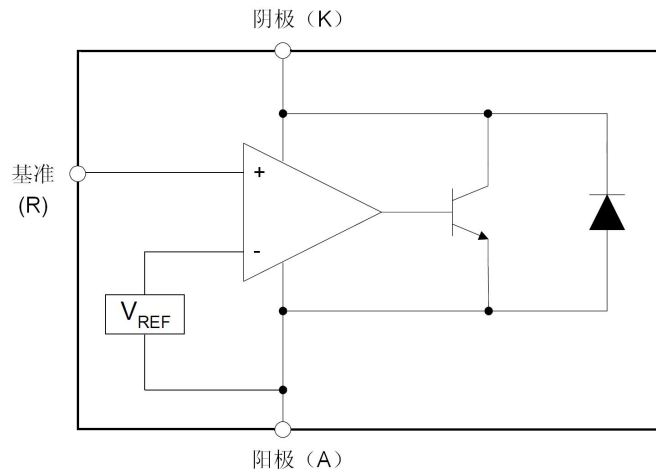 阴极（K）
基准
(R)
+
-
VREF
阳极（A）